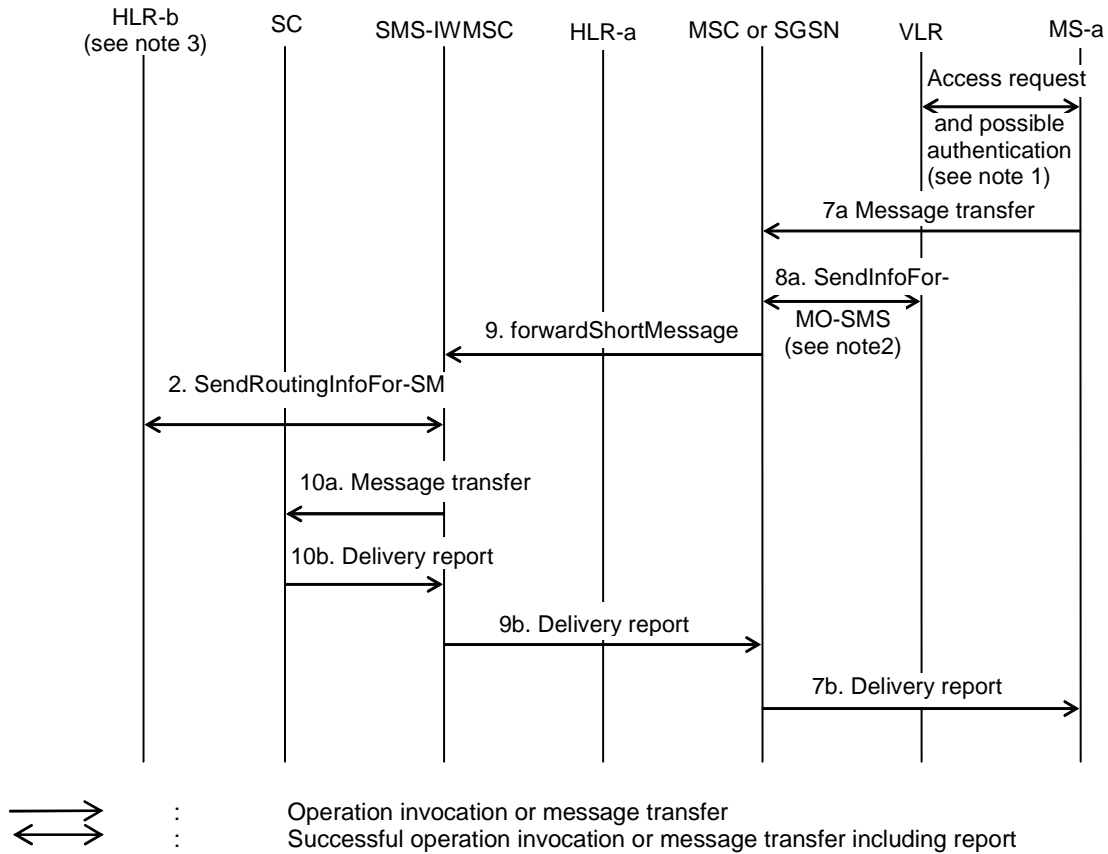 HLR-b
(see note 3)
SC
SMS-IWMSC
HLR-a
MSC or SGSN
VLR
MS-a
Access request
and possible
authentication
(see note 1)
7a Message transfer
8a. SendInfoFor-
MO-SMS
(see note2)
9. forwardShortMessage
2. SendRoutingInfoFor-SM
10a. Message transfer
10b. Delivery report
9b. Delivery report
7b. Delivery report
: Operation invocation or message transfer
: Successful operation invocation or message transfer including report